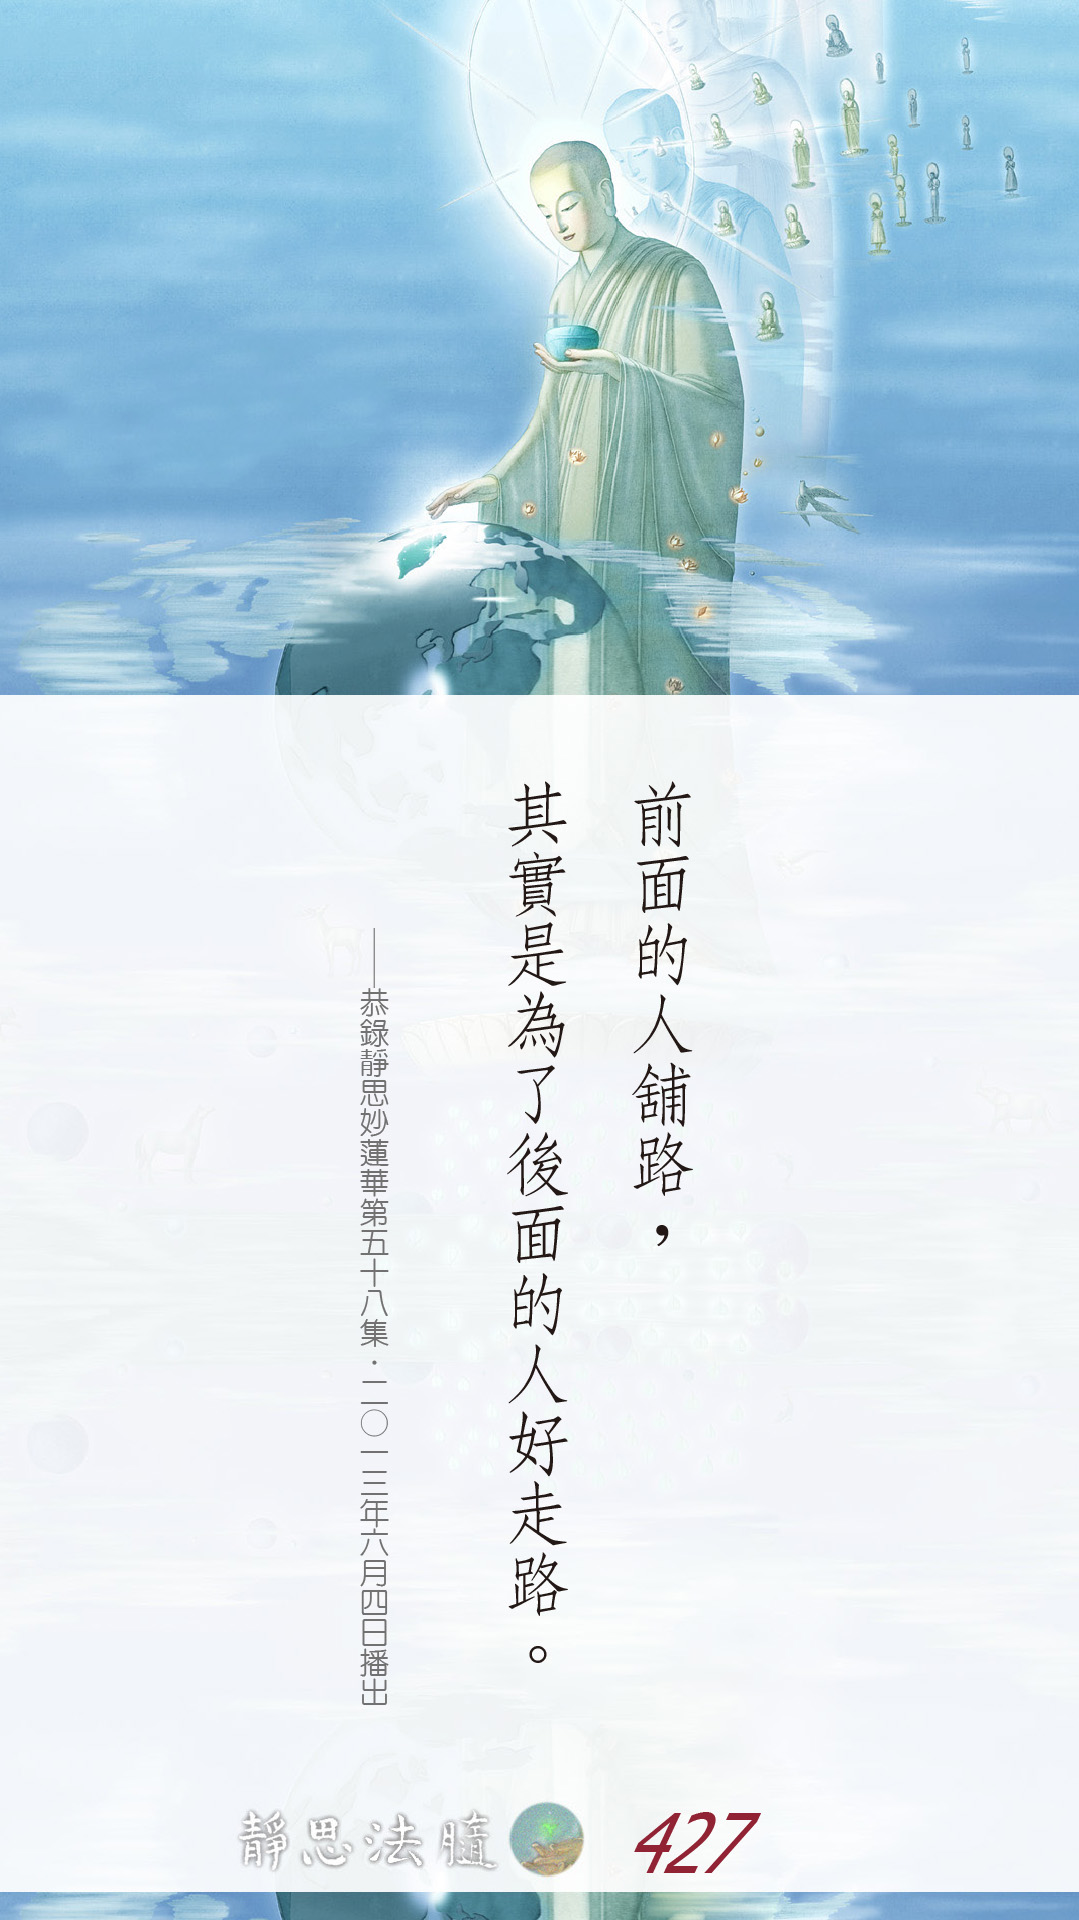 前面的人舖路，
其實是為了後面的人好走路。
——恭錄靜思妙蓮華第五十八集·二〇一三年六月四日播出
靜思法髓
427